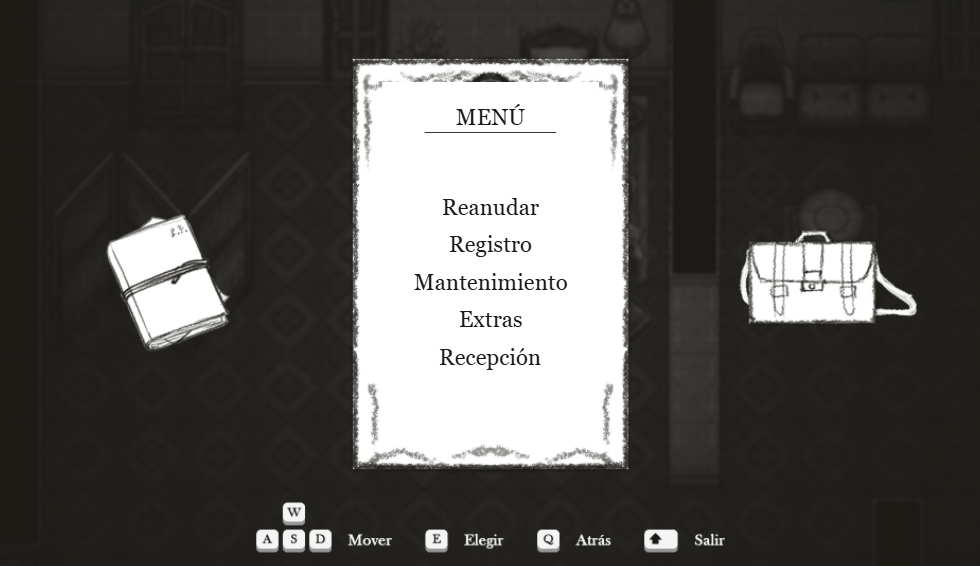 MENÚ
Reanudar
Registro
Mantenimiento
Extras
Recepción
W
A S D Mover E Elegir Q Atrás Salir